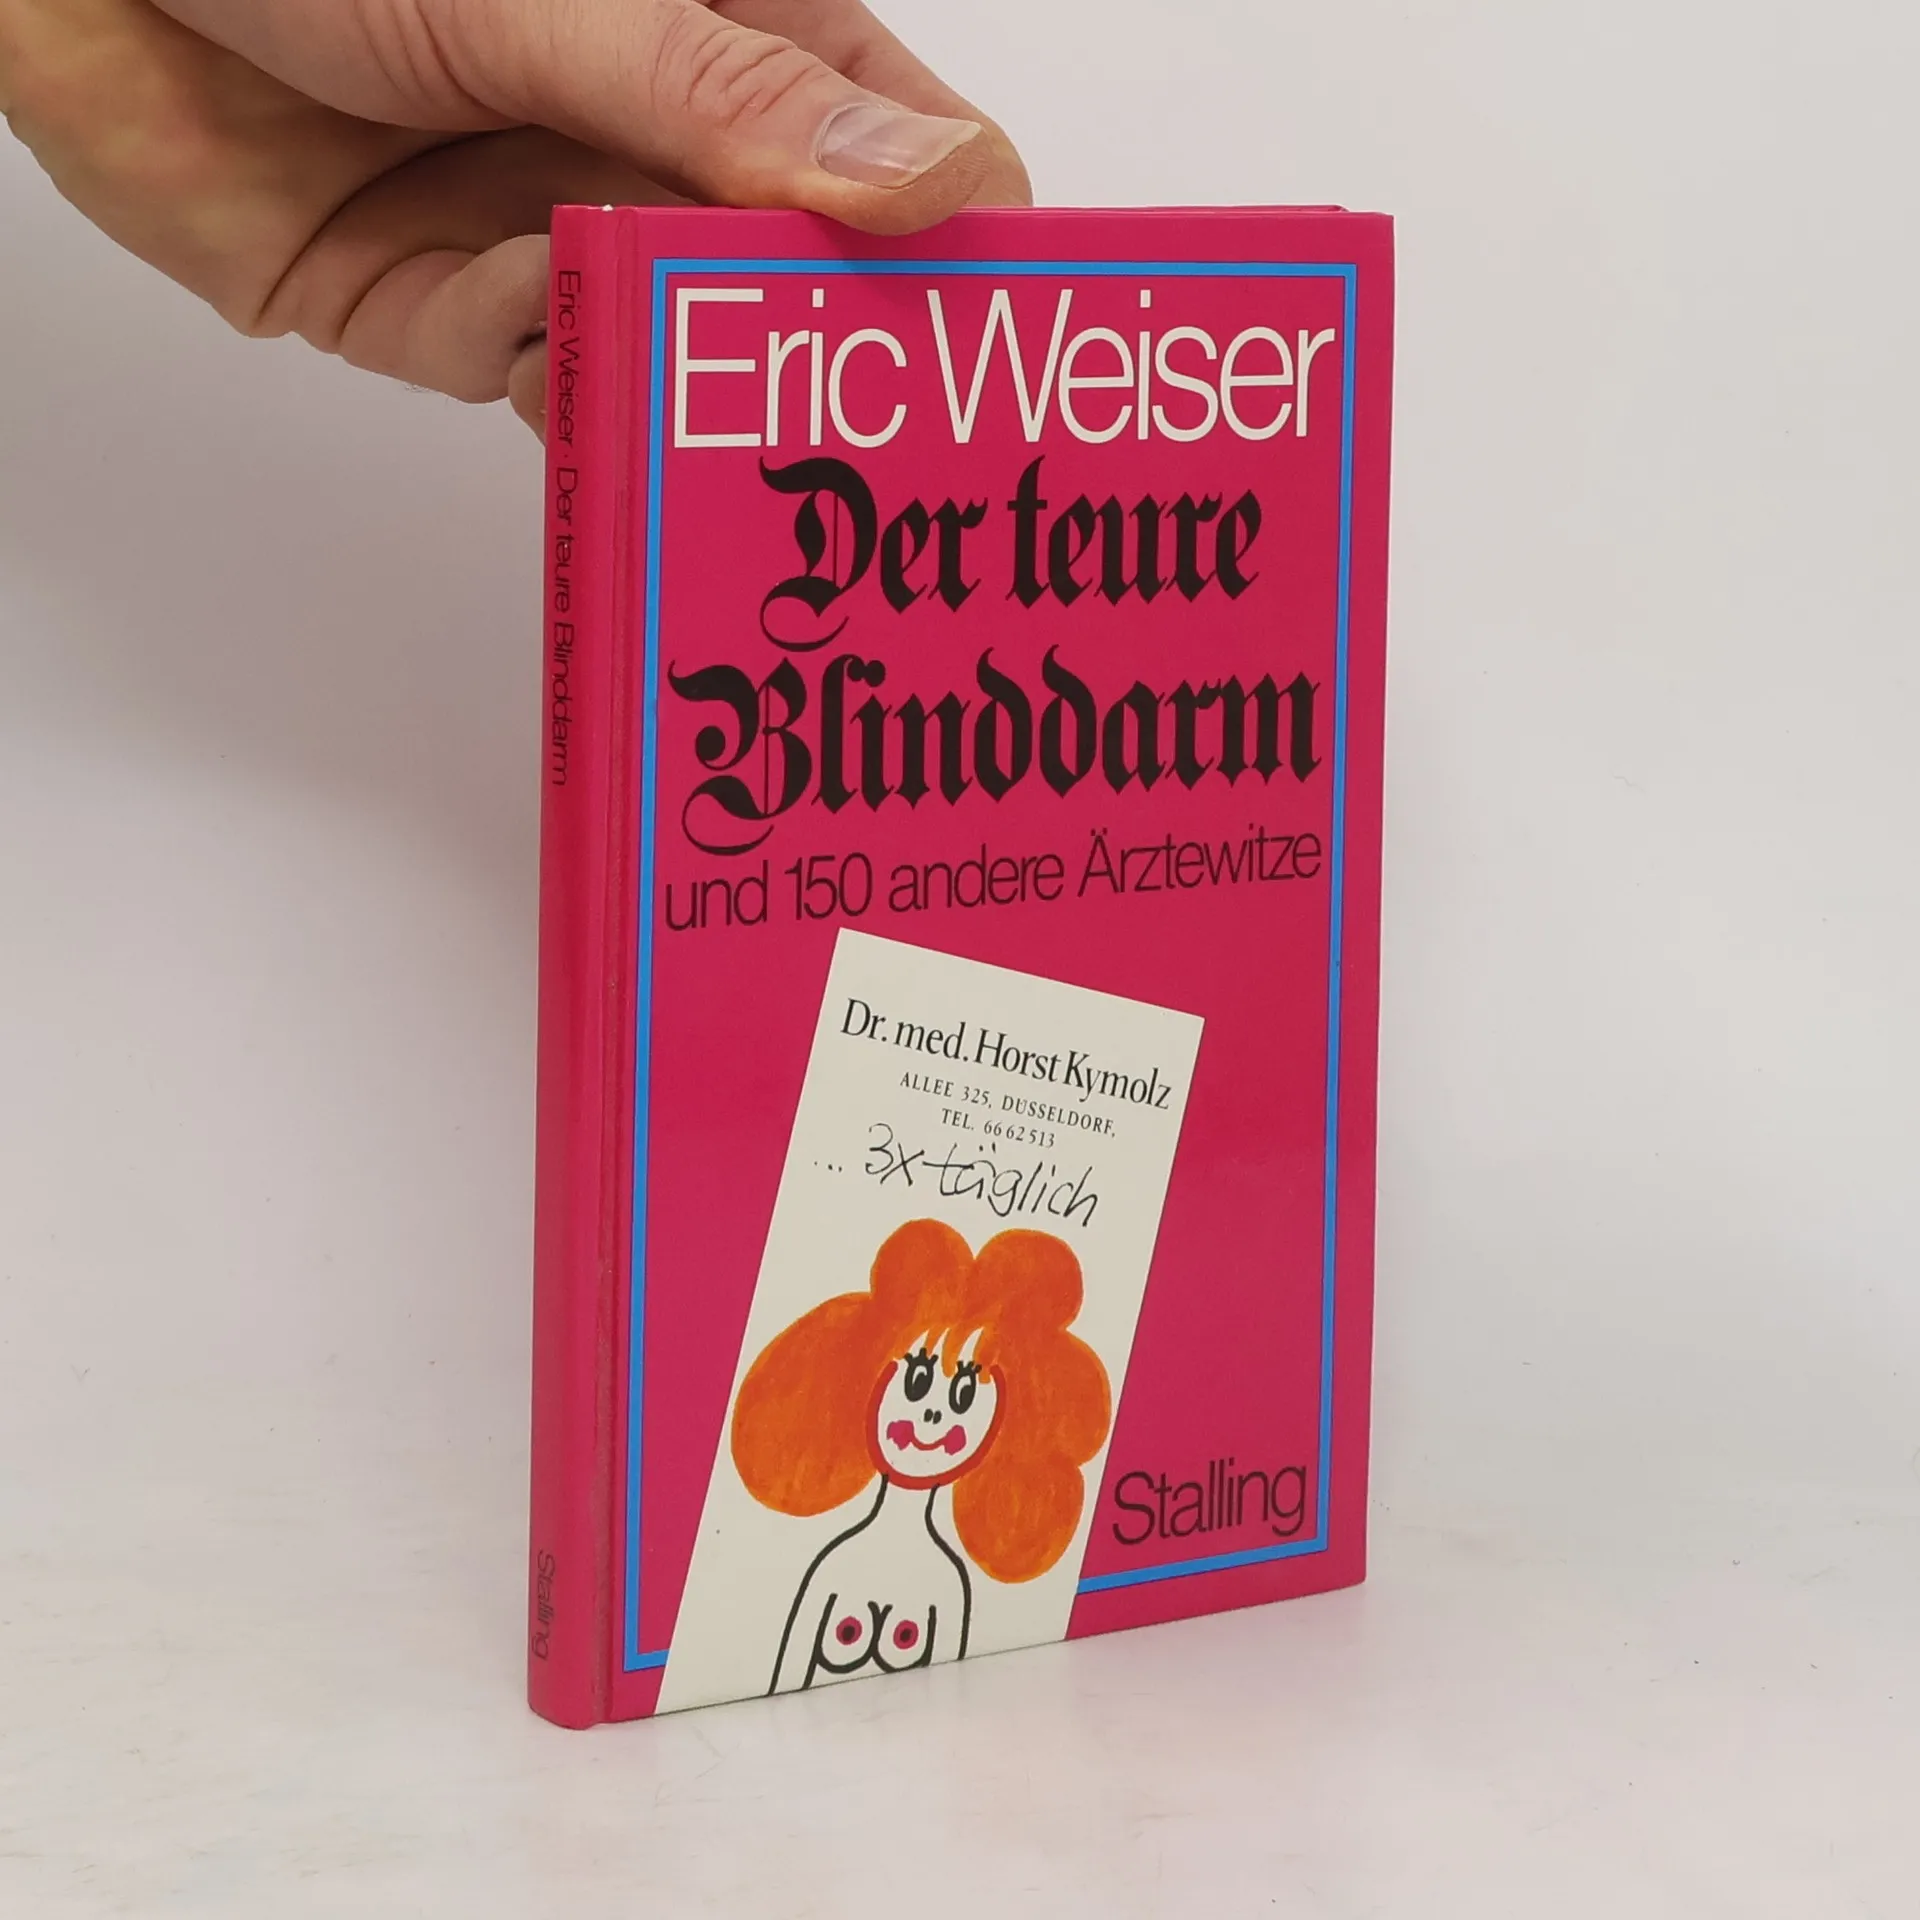 Eric Weiser · Der teure Blinddarm
Stalling
Eric Weiser
Der teure
Blinddarm
und 150 andere Ärztewitze
Dr. med. Horst Kymolz
ALLEE 325, DÜSSELDORF,
TEL. 66 62 513
... 3x täglich
Stalling